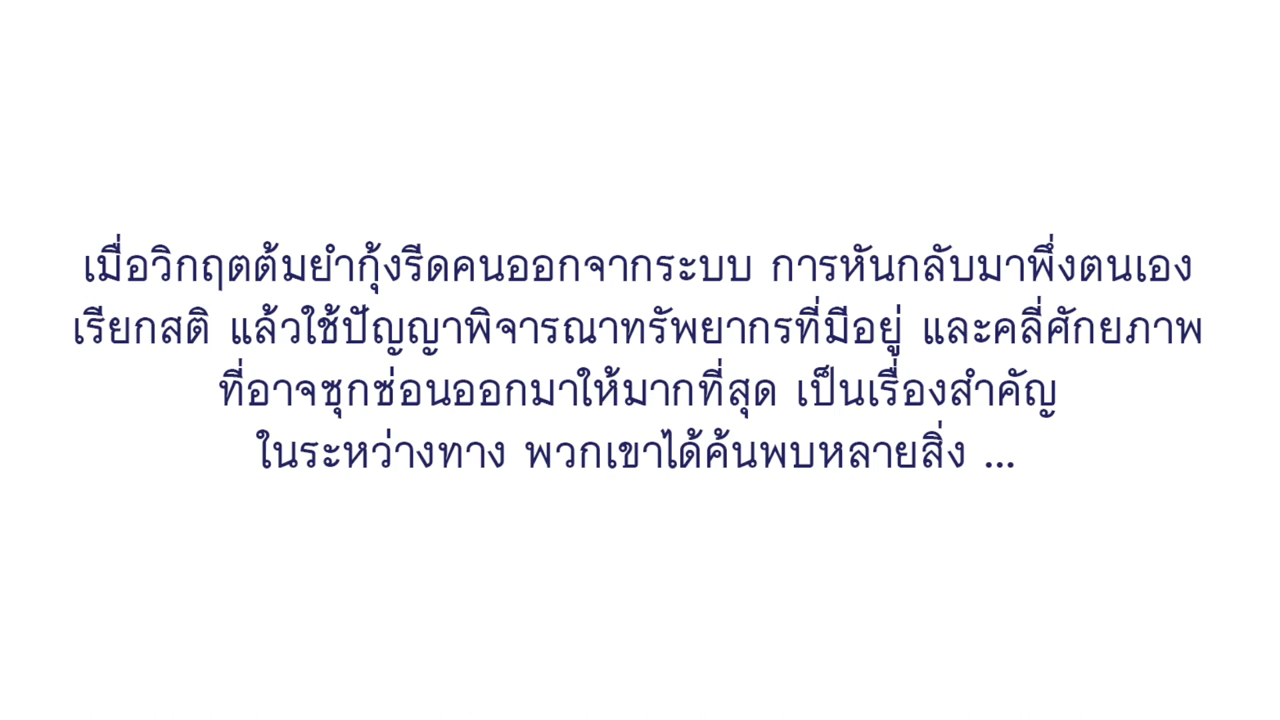 เมื่อวิกฤตต้มยำกุ้งรีดคนออกจากระบบ การหันกลับมาพึ่งตนเอง
เรียกสติ แล้วใช้ปัญญาพิจารณาทรัพยากรที่มีอยู่ และคลี่ศักยภาพ
ที่อาจซุกซ่อนออกมาให้มากที่สุด เป็นเรื่องสำคัญ
ในระหว่างทาง พวกเขาได้ค้นพบหลายสิ่ง ...